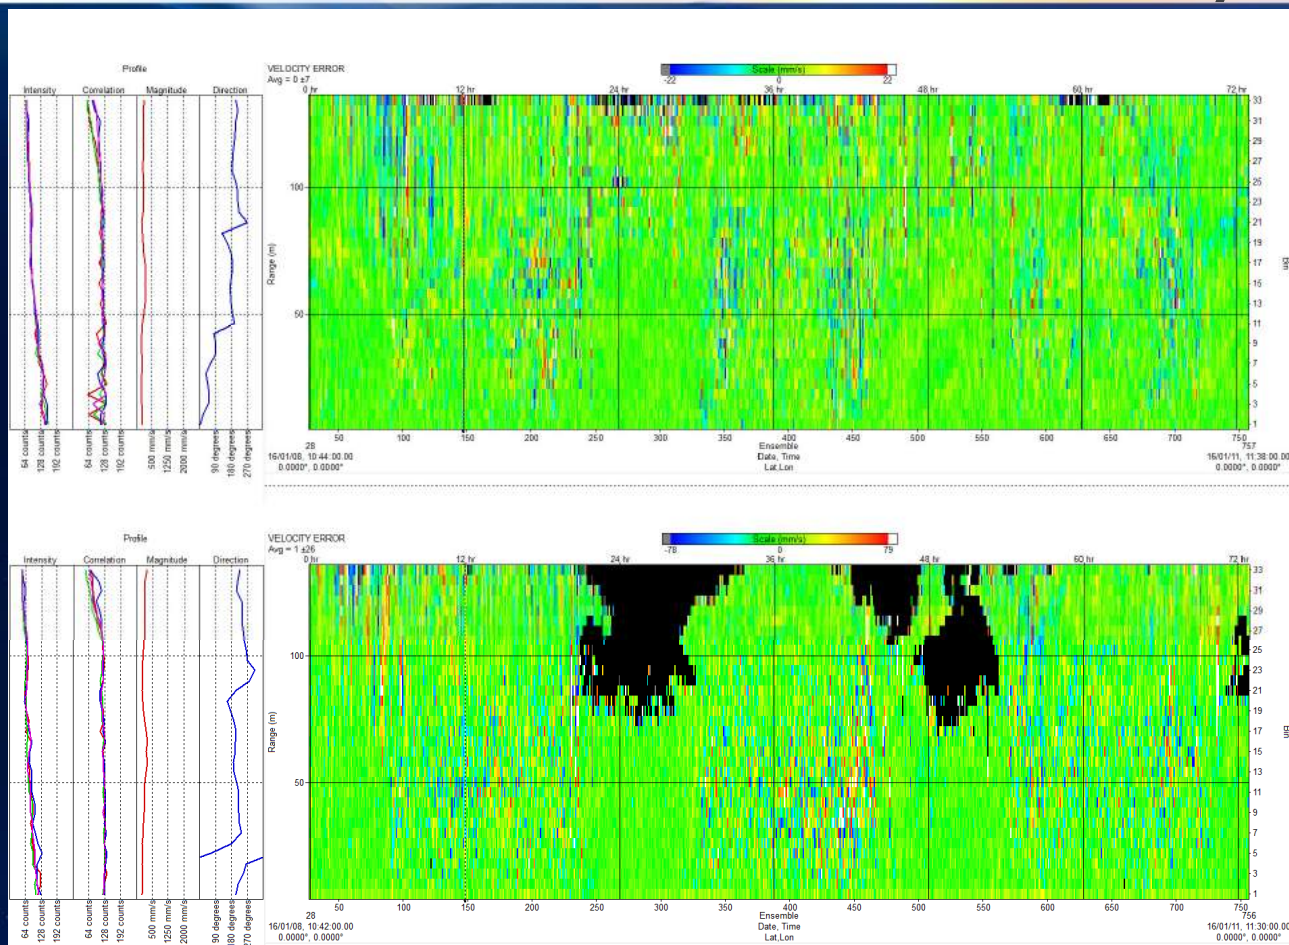 Profile
Intensity Correlation Magnitude Direction
64 counts
128 counts
192 counts
64 counts
128 counts
192 counts
500 mm/s
1250 mm/s
2000 mm/s
90 degrees
180 degrees
270 degrees
VELOCITY ERROR
Avg = 0 ±7
Scale (mm/s)
-22 0 22
0 hr 12 hr 24 hr 36 hr 48 hr 60 hr 72 hr
Range (m)
100
50
33
31
29
27
25
23
21
19
17
15
13
11
9
7
5
3
1
Bin
50 100 150 200 250 300 350 400 450 500 550 600 650 700 750
28 Ensemble 757
16/01/08, 10:44:00.00 Date, Time 16/01/11, 11:38:00.00
0.0000°, 0.0000° Lat,Lon 0.0000°, 0.0000°
Profile
Intensity Correlation Magnitude Direction
64 counts
128 counts
192 counts
64 counts
128 counts
192 counts
500 mm/s
1250 mm/s
2000 mm/s
90 degrees
180 degrees
270 degrees
VELOCITY ERROR
Avg = 1 ±26
Scale (mm/s)
-78 0 79
0 hr 12 hr 24 hr 36 hr 48 hr 60 hr 72 hr
Range (m)
100
50
33
31
29
27
25
23
21
19
17
15
13
11
9
7
5
3
1
Bin
50 100 150 200 250 300 350 400 450 500 550 600 650 700 750
28 Ensemble 756
16/01/08, 10:42:00.00 Date, Time 16/01/11, 11:30:00.00
0.0000°, 0.0000° Lat,Lon 0.0000°, 0.0000°